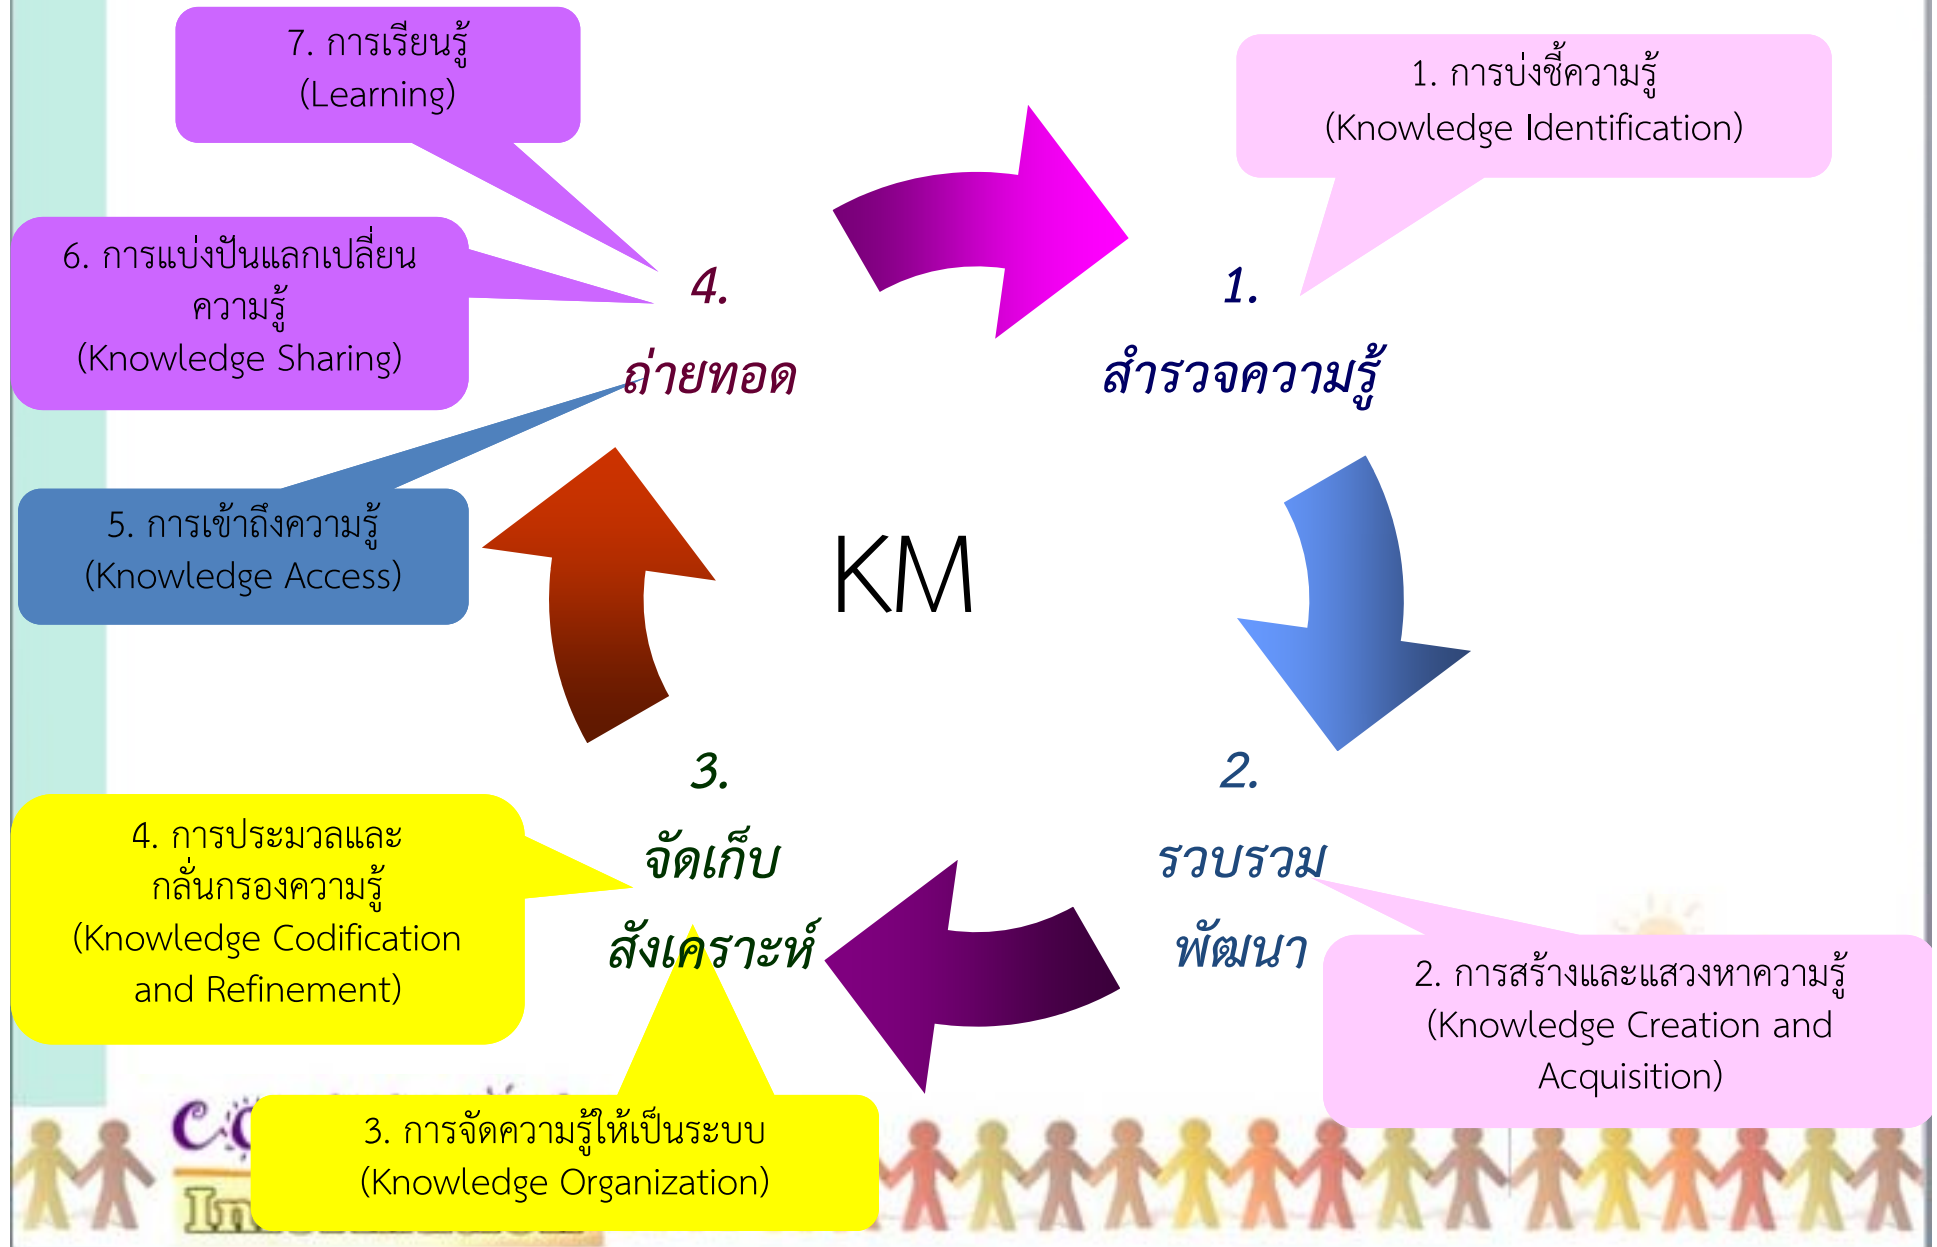 7. การเรียนรู้
(Learning)
1. การบ่งชี้ความรู้
(Knowledge Identification)
6. การแบ่งปันแลกเปลี่ยน
ความรู้
(Knowledge Sharing)
4.
ถ่ายทอด
1.
สำรวจความรู้
5. การเข้าถึงความรู้
(Knowledge Access)
KM
3.
จัดเก็บ
สังเคราะห์
2.
รวบรวม
พัฒนา
4. การประมวลและ
กลั่นกรองความรู้
(Knowledge Codification
and Refinement)
2. การสร้างและแสวงหาความรู้
(Knowledge Creation and
Acquisition)
3. การจัดความรู้ให้เป็นระบบ
(Knowledge Organization)